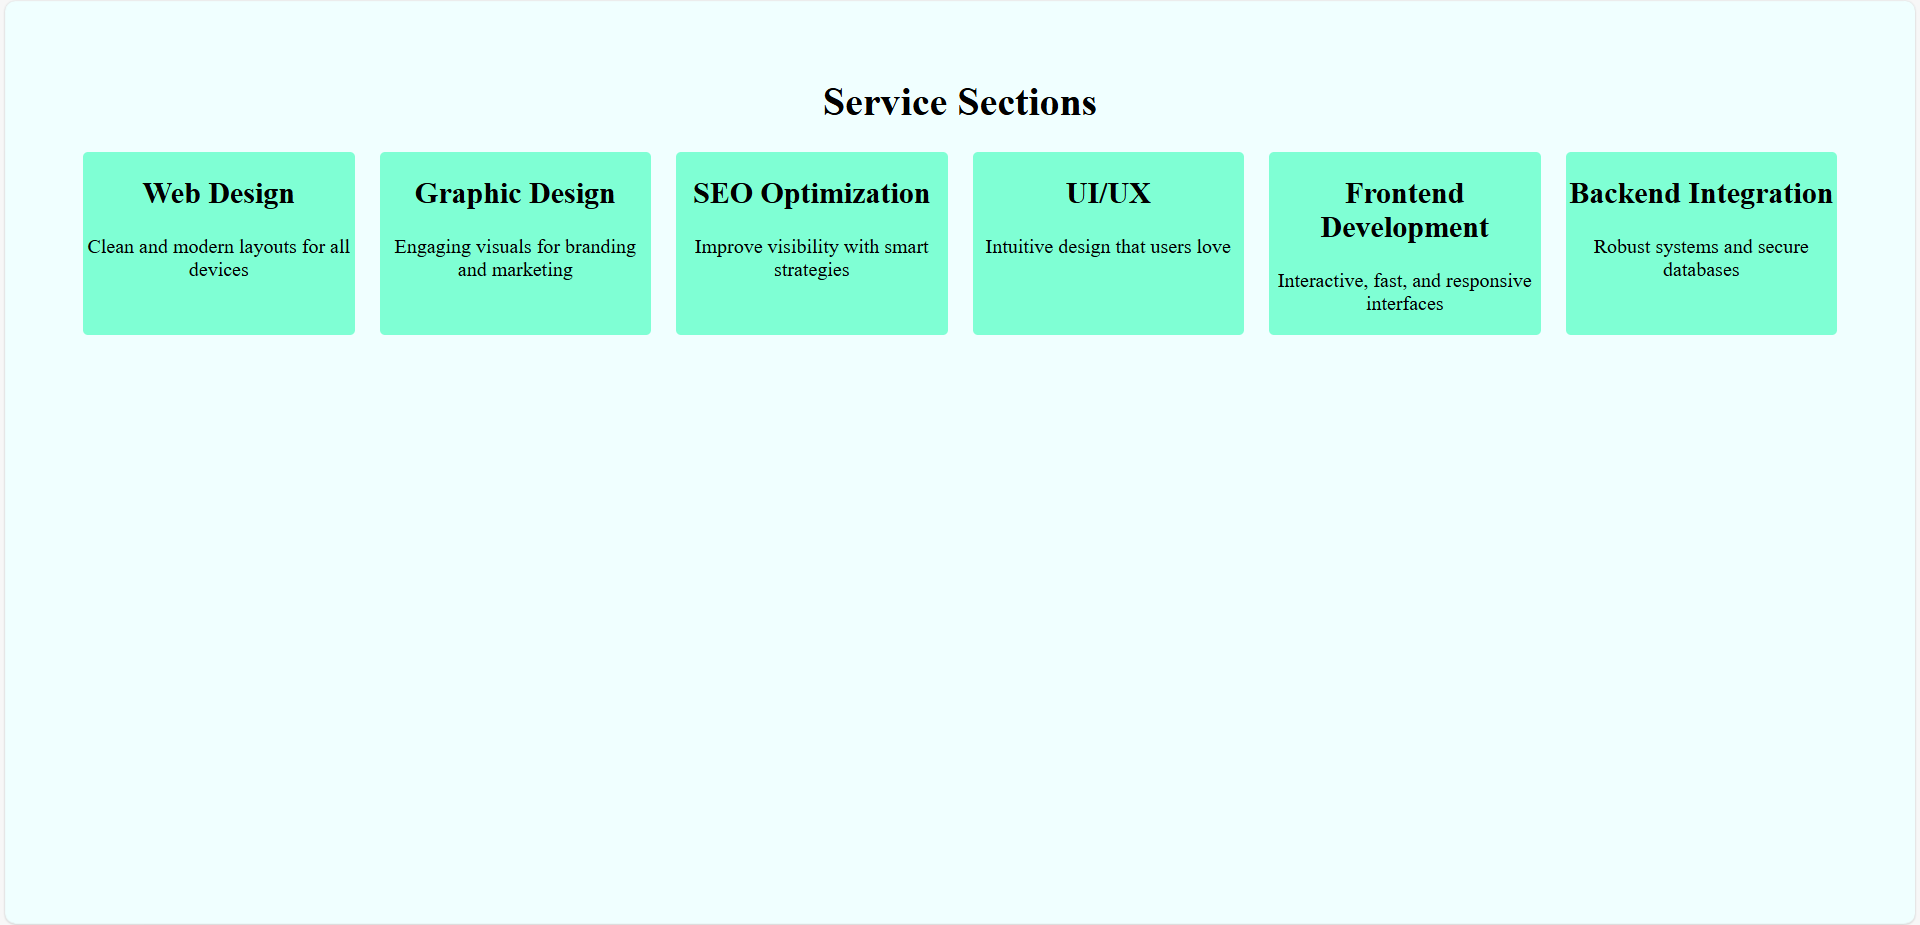 Service Sections
Web Design
Clean and modern layouts for all
devices
Graphic Design
Engaging visuals for branding
and marketing
SEO Optimization
Improve visibility with smart
strategies
UI/UX
Intuitive design that users love
Frontend
Development
Interactive, fast, and responsive
interfaces
Backend Integration
Robust systems and secure
databases